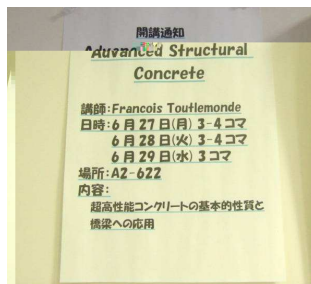 開講通知
Advanced Structural
Concrete
講師:Francois Toutlemonde
日時:6月27日(月) 3-4コマ
6月28日(火) 3-4コマ
6月29日(水) 3コマ
場所:A2-622
内容:
超高性能コンクリートの基本的性質と
橋梁への応用